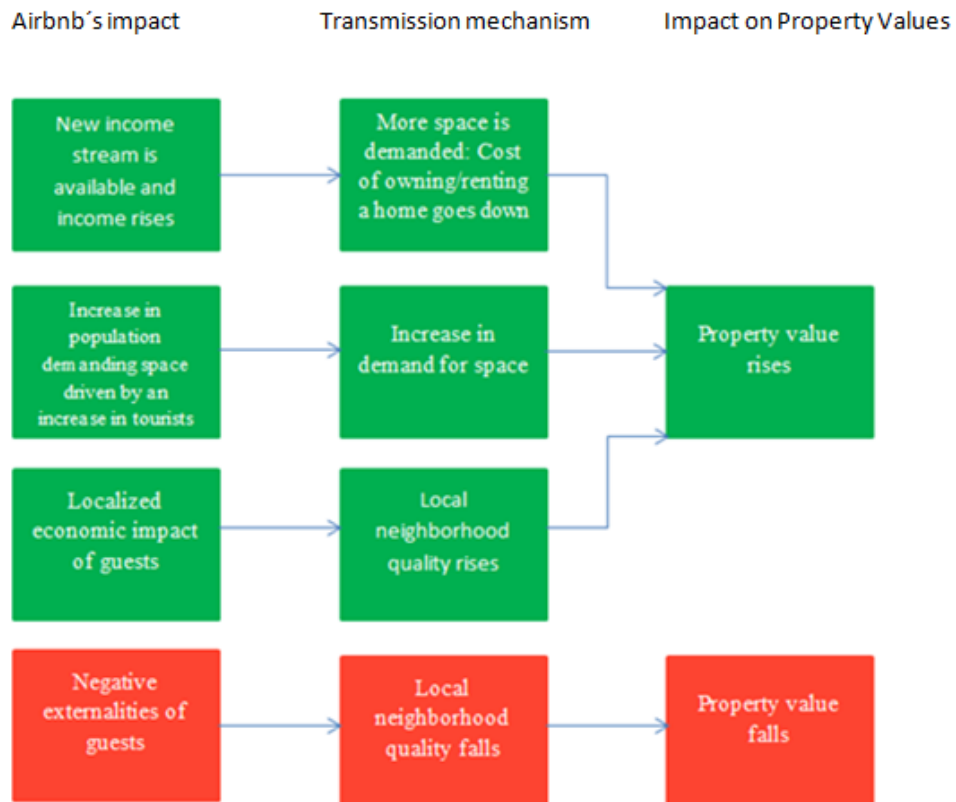 Airbnb´s impact
Transmission mechanism
Impact on Property Values
New income
stream is
available and
income rises
More space is
demanded: Cost
of owning/renting
a home goes down
Increase in
population
demanding space
driven by an
increase in tourists
Increase in
demand for space
Property value
rises
Localized
economic impact
of guests
Local
neighborhood
quality rises
Negative
externalities of
guests
Local
neighborhood
quality falls
Property value
falls